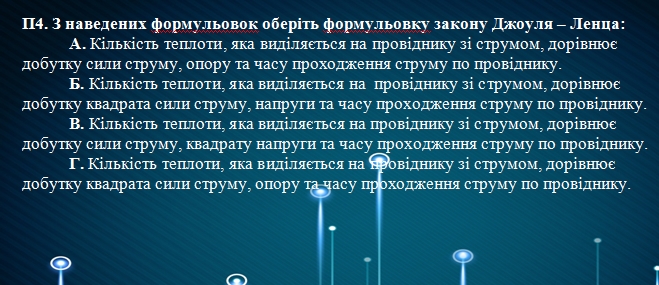 П4. З наведених формульовок оберіть формульовку закону Джоуля – Ленца:
А. Кількість теплоти, яка виділяється на провіднику зі струмом, дорівнює
добутку сили струму, опору та часу проходження струму по провіднику.
Б. Кількість теплоти, яка виділяється на провіднику зі струмом, дорівнює
добутку квадрата сили струму, напруги та часу проходження струму по провіднику.
В. Кількість теплоти, яка виділяється на провіднику зі струмом, дорівнює
добутку сили струму, квадрату напруги та часу проходження струму по провіднику.
Г. Кількість теплоти, яка виділяється на провіднику зі струмом, дорівнює
добутку квадрата сили струму, опору та часу проходження струму по провіднику.